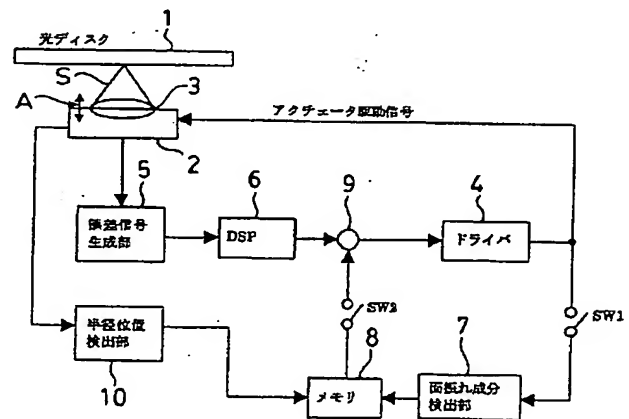 光ディスク
1
S
3
A
アクチェータ駆動信号
2
5
誤差信号
生成部
6
DSP
9
4
ドライバ
SW2
SW1
半径位置
検出部
10
8
メモリ
7
面振れ成分
検出部